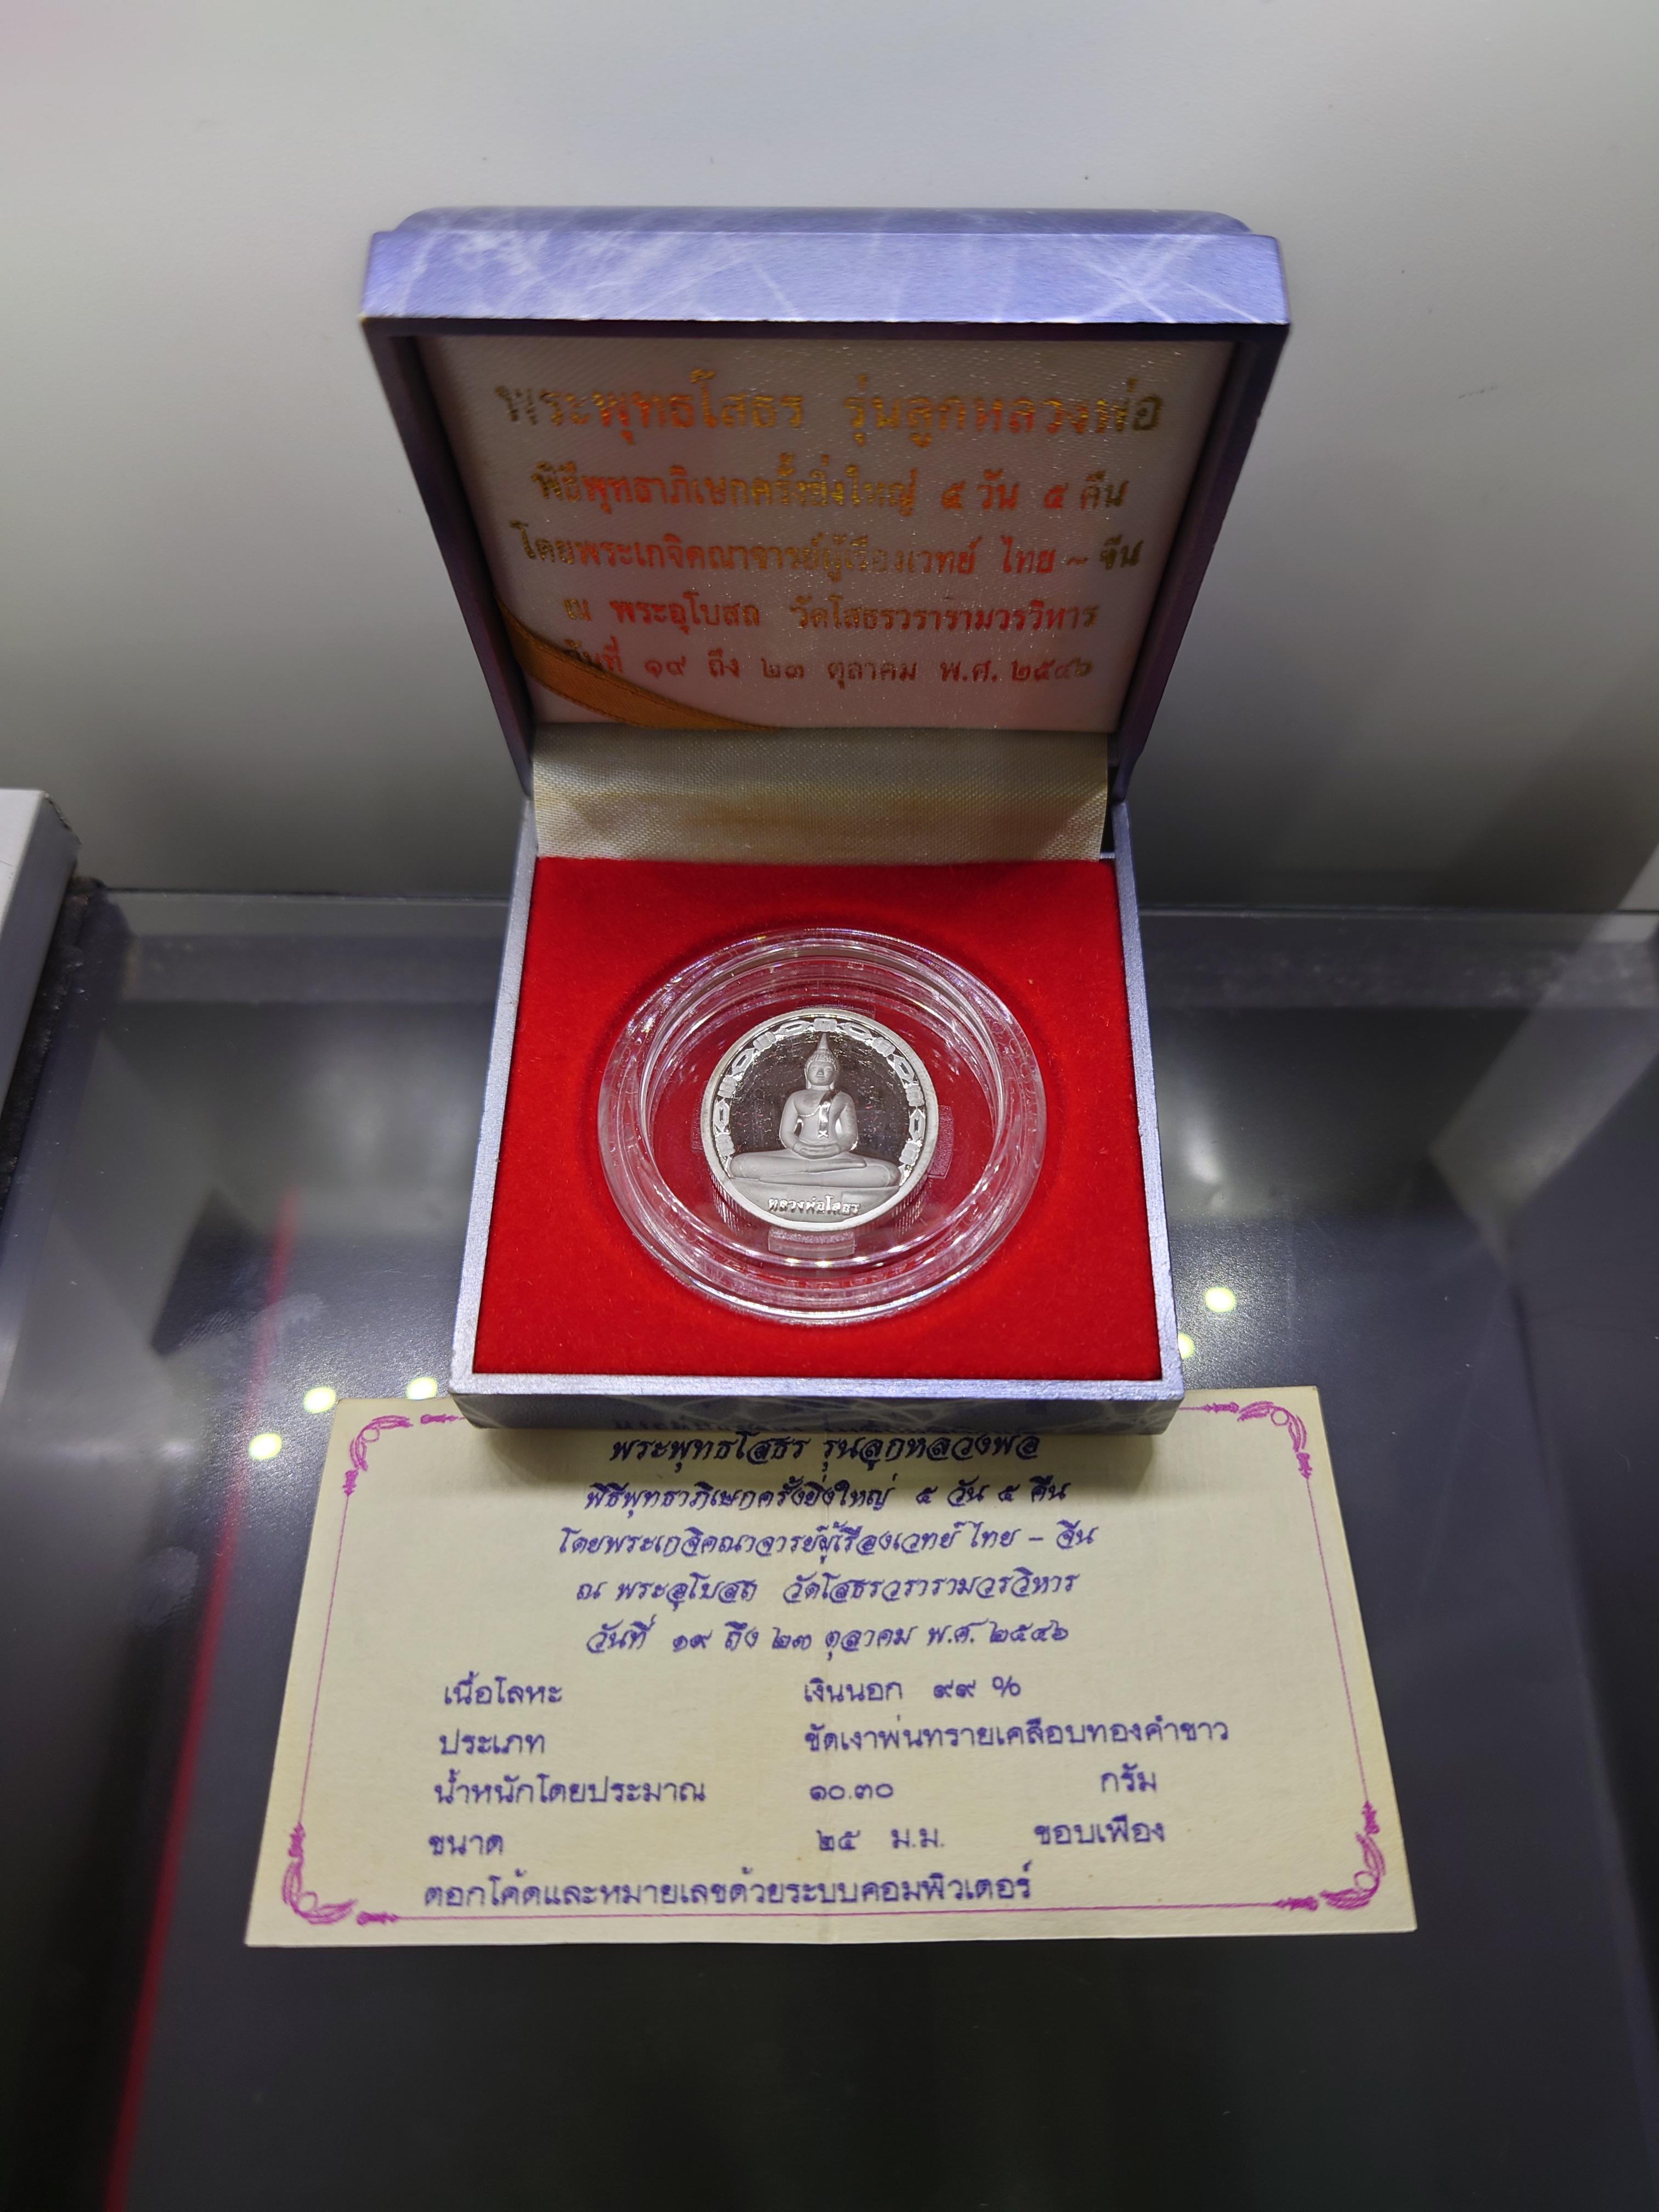 พระพุทธโสธร รุ่นลูกหลวงพ่อ
พิธีพุทธาภิเษกครั้งยิ่งใหญ่ ๕ วัน ๕ คืน
โดยพระเกจิคณาจารย์ผู้เรืองเวทย์ ไทย ~ จีน
ณ พระอุโบสถ วัดโสธรวรารามวรวิหาร
วันที่ ๑๙ ถึง ๒๓ ตุลาคม พ.ศ. ๒๕๔๖
หลวงพ่อโสธร
พระพุทธโสธร รุ่นลูกหลวงพ่อ
พิธีพุทธาภิเษกครั้งยิ่งใหญ่ ๕ วัน ๕ คืน
โดยพระเกจิคณาจารย์ผู้เรืองเวทย์ ไทย - จีน
ณ พระอุโบสถ วัดโสธรวรารามวรวิหาร
วันที่ ๑๙ ถึง ๒๓ ตุลาคม พ.ศ. ๒๕๔๖
เนื้อโลหะ เงินนอก ๙๙ %
ประเภท ขัดเงาพ่นทรายเคลือบทองคำขาว
น้ำหนักโดยประมาณ ๑๐.๓๐ กรัม
ขนาด ๒๕ ม.ม. ขอบเฟือง
ตอกโค้ดและหมายเลขด้วยระบบคอมพิวเตอร์